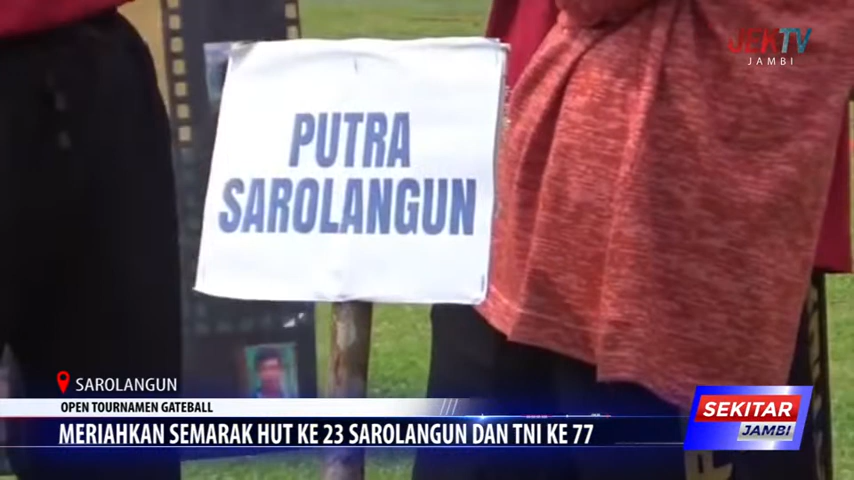 JEKTV
JAMBI
PUTRA
SAROLANGUN
SAROLANGUN
OPEN TOURNAMEN GATEBALL
MERIAHKAN SEMARAK HUT KE 23 SAROLANGUN DAN TNI KE 77
SEKITAR
JAMBI